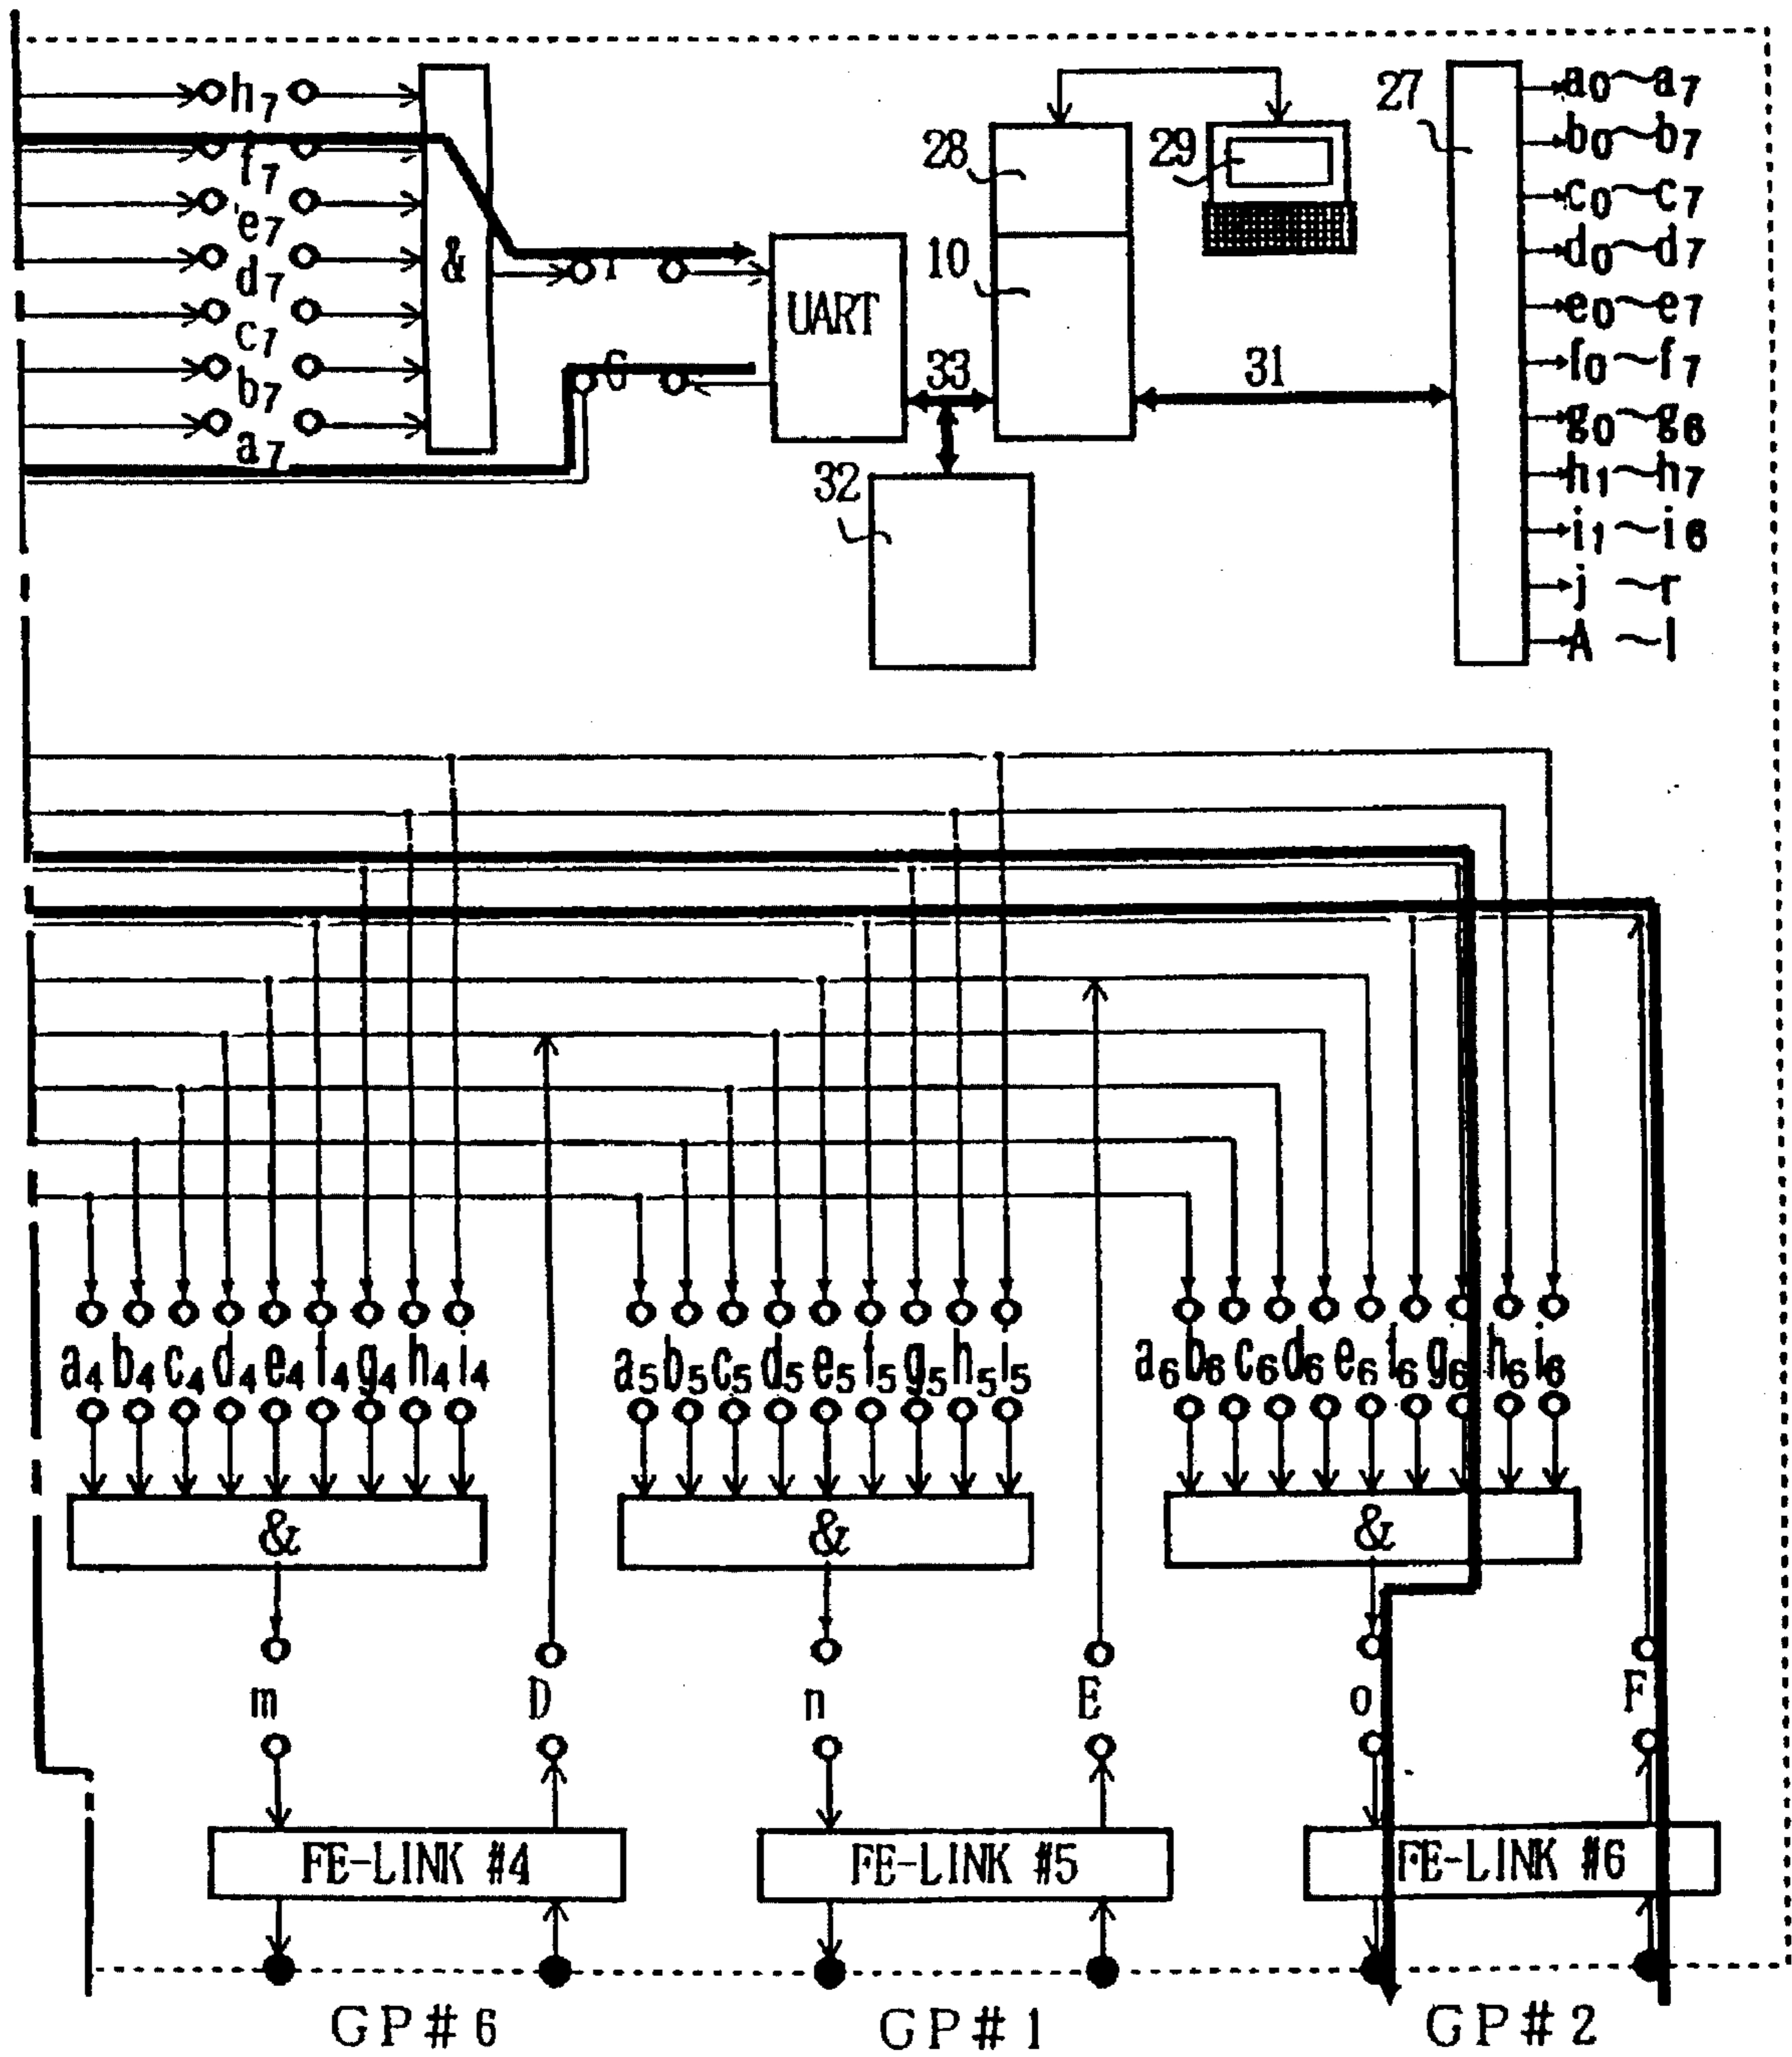 h7
f7
e7
d7
c7
b7
a7
&
UART
28
10
29
27
33
31
32
a0~a7
b0~b7
c0~c7
d0~d7
e0~e7
f0~f7
g0~g6
h1~h7
i1~i6
j ~r
A ~I
a4 b4 c4 d4 e4 f4 g4 h4 i4
a5 b5 c5 d5 e5 f5 g5 h5 i5
a6 b6 c6 d6 e6 f6 g6 h6 i6
& & &
m D n E o F
FE-LINK #4 FE-LINK #5 FE-LINK #6
GP#6 GP#1 GP#2